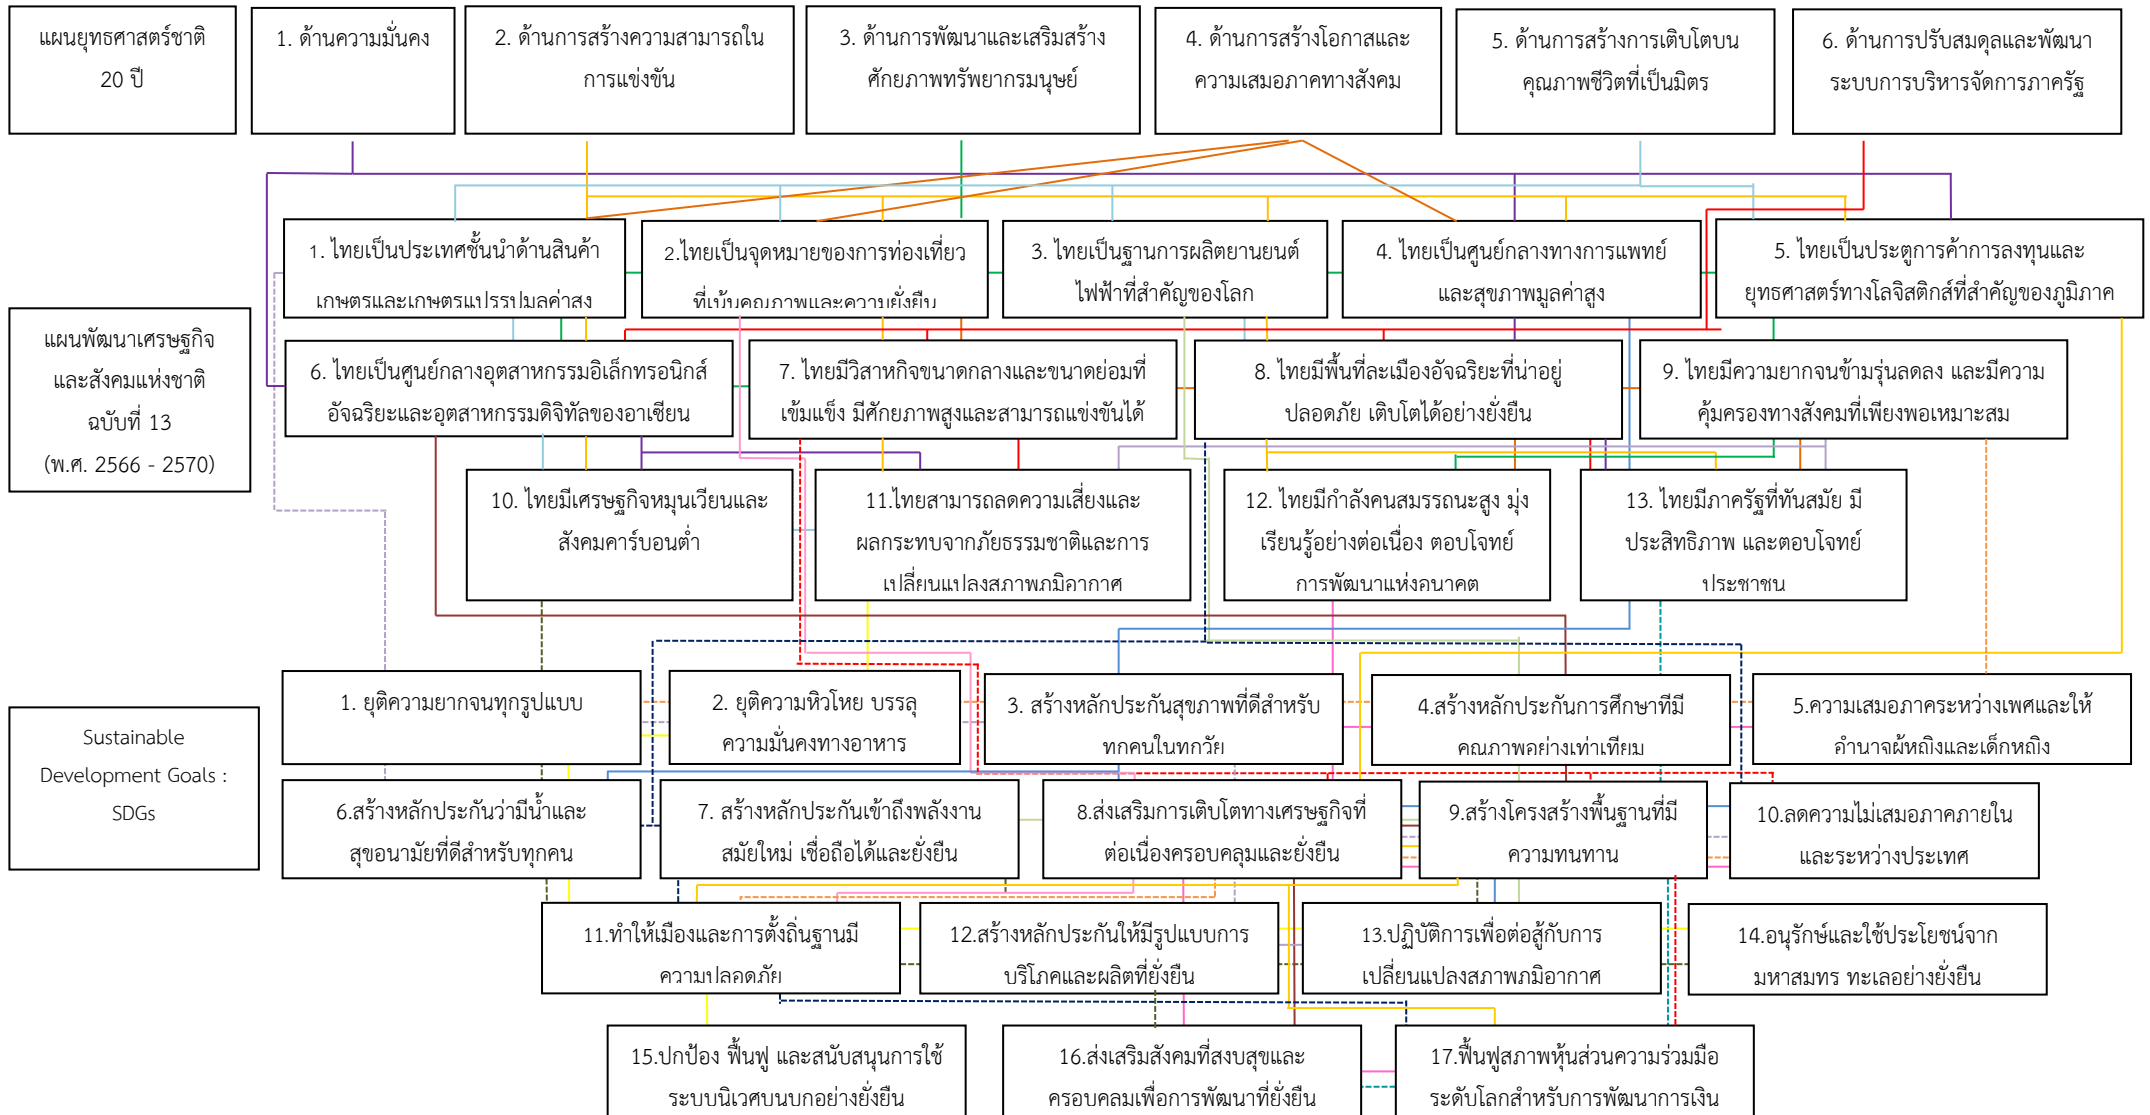 แผนยุทธศาสตร์ชาติ
20 ปี
1. ด้านความมั่นคง
2. ด้านการสร้างความสามารถใน
การแข่งขัน
3. ด้านการพัฒนาและเสริมสร้าง
ศักยภาพทรัพยากรมนุษย์
4. ด้านการสร้างโอกาสและ
ความเสมอภาคทางสังคม
5. ด้านการสร้างการเติบโตบน
คุณภาพชีวิตที่เป็นมิตร
6. ด้านการปรับสมดุลและพัฒนา
ระบบการบริหารจัดการภาครัฐ
แผนพัฒนาเศรษฐกิจ
และสังคมแห่งชาติ
ฉบับที่ 13
(พ.ศ. 2566 - 2570)
1. ไทยเป็นประเทศชั้นนำด้านสินค้า
เกษตรและเกษตรแปรรูปมูลค่าสูง
2.ไทยเป็นจุดหมายของการท่องเที่ยว
ที่เน้นคุณภาพและความยั่งยืน
3. ไทยเป็นฐานการผลิตยานยนต์
ไฟฟ้าที่สำคัญของโลก
4. ไทยเป็นศูนย์กลางทางการแพทย์
และสุขภาพมูลค่าสูง
5. ไทยเป็นประตูการค้าการลงทุนและ
ยุทธศาสตร์ทางโลจิสติกส์ที่สำคัญของภูมิภาค
6. ไทยเป็นศูนย์กลางอุตสาหกรรมอิเล็กทรอนิกส์
อัจฉริยะและอุตสาหกรรมดิจิทัลของอาเซียน
7. ไทยมีวิสาหกิจขนาดกลางและขนาดย่อมที่
เข้มแข็ง มีศักยภาพสูงและสามารถแข่งขันได้
8. ไทยมีพื้นที่ละเมืองอัจฉริยะที่น่าอยู่
ปลอดภัย เติบโตได้อย่างยั่งยืน
9. ไทยมีความยากจนข้ามรุ่นลดลง และมีความ
คุ้มครองทางสังคมที่เพียงพอเหมาะสม
10. ไทยมีเศรษฐกิจหมุนเวียนและ
สังคมคาร์บอนต่ำ
11.ไทยสามารถลดความเสี่ยงและ
ผลกระทบจากภัยธรรมชาติและการ
เปลี่ยนแปลงสภาพภูมิอากาศ
12. ไทยมีกำลังคนสมรรถนะสูง มุ่ง
เรียนรู้อย่างต่อเนื่อง ตอบโจทย์
การพัฒนาแห่งอนาคต
13. ไทยมีภาครัฐที่ทันสมัย มี
ประสิทธิภาพ และตอบโจทย์
ประชาชน
Sustainable
Development Goals :
SDGs
1. ยุติความยากจนทุกรูปแบบ
2. ยุติความหิวโหย บรรลุ
ความมั่นคงทางอาหาร
3. สร้างหลักประกันสุขภาพที่ดีสำหรับ
ทุกคนในทุกวัย
4.สร้างหลักประกันการศึกษาที่มี
คุณภาพอย่างเท่าเทียม
5.ความเสมอภาคระหว่างเพศและให้
อำนาจผู้หญิงและเด็กหญิง
6.สร้างหลักประกันว่ามีน้ำและ
สุขอนามัยที่ดีสำหรับทุกคน
7. สร้างหลักประกันเข้าถึงพลังงาน
สมัยใหม่ เชื่อถือได้และยั่งยืน
8.ส่งเสริมการเติบโตทางเศรษฐกิจที่
ต่อเนื่องครอบคลุมและยั่งยืน
9.สร้างโครงสร้างพื้นฐานที่มี
ความทนทาน
10.ลดความไม่เสมอภาคภายใน
และระหว่างประเทศ
11.ทำให้เมืองและการตั้งถิ่นฐานมี
ความปลอดภัย
12.สร้างหลักประกันให้มีรูปแบบการ
บริโภคและผลิตที่ยั่งยืน
13.ปฏิบัติการเพื่อต่อสู้กับการ
เปลี่ยนแปลงสภาพภูมิอากาศ
14.อนุรักษ์และใช้ประโยชน์จาก
มหาสมุทร ทะเลอย่างยั่งยืน
15.ปกป้อง ฟื้นฟู และสนับสนุนการใช้
ระบบนิเวศบนบกอย่างยั่งยืน
16.ส่งเสริมสังคมที่สงบสุขและ
ครอบคลุมเพื่อการพัฒนาที่ยั่งยืน
17.ฟื้นฟูสภาพหุ้นส่วนความร่วมมือ
ระดับโลกสำหรับการพัฒนาการเงิน